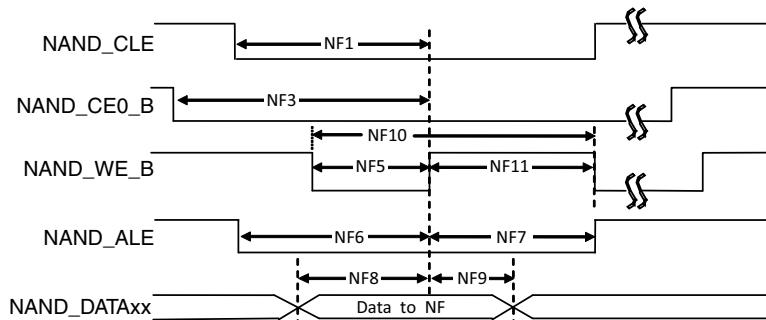 NAND_CLE
NF1
NAND_CE0_B
NF3
NF10
NAND_WE_B
NF5
NF11
NAND_ALE
NF6
NF7
NF8
NF9
NAND_DATAxx
Data to NF